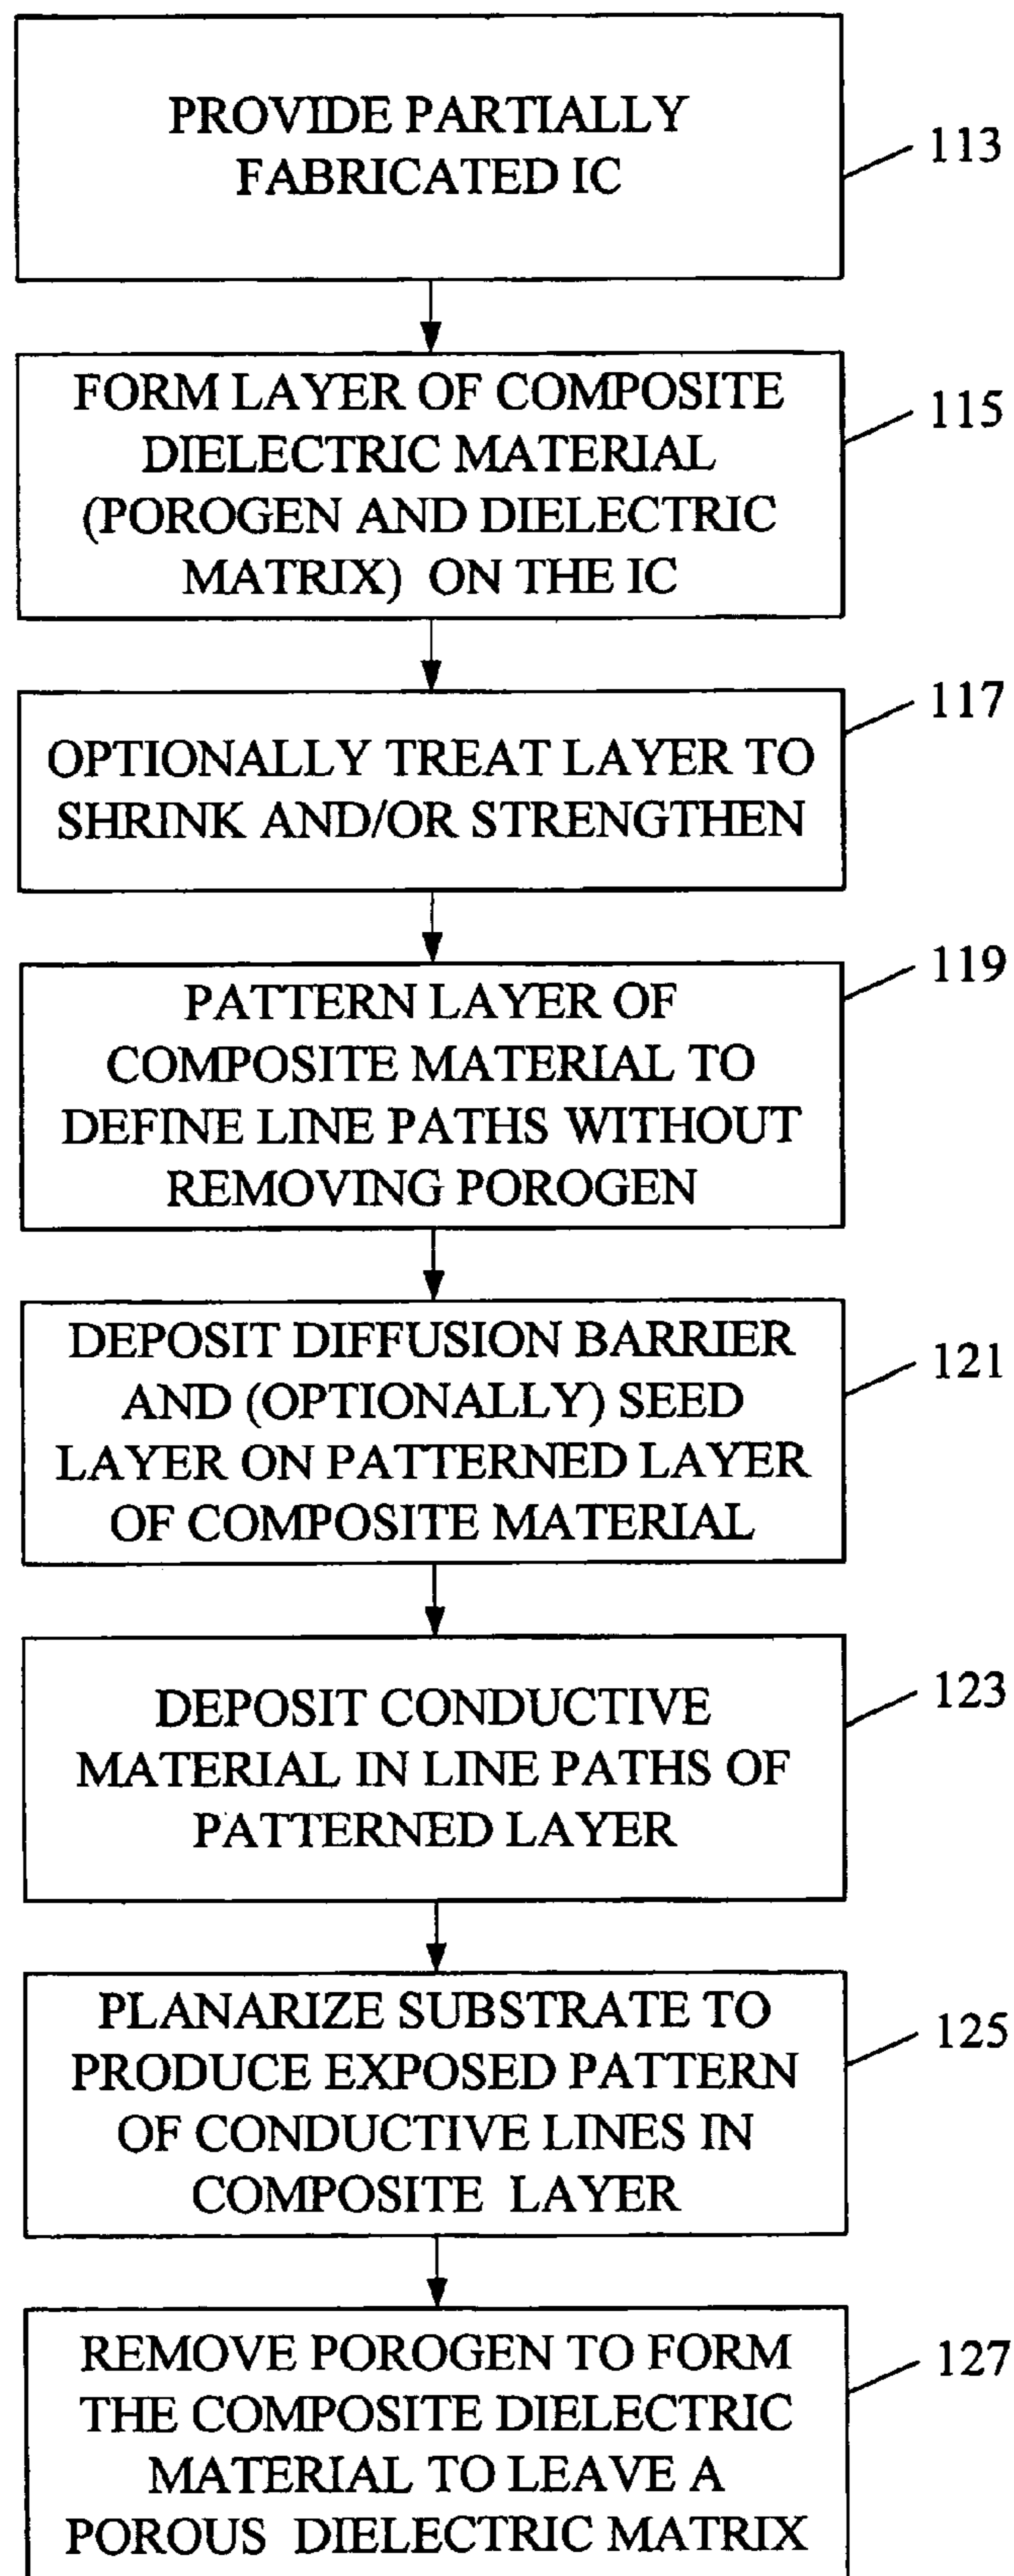 PROVIDE PARTIALLY
FABRICATED IC
113
FORM LAYER OF COMPOSITE
DIELECTRIC MATERIAL
(POROGEN AND DIELECTRIC
MATRIX) ON THE IC
115
OPTIONALLY TREAT LAYER TO
SHRINK AND/OR STRENGTHEN
117
PATTERN LAYER OF
COMPOSITE MATERIAL TO
DEFINE LINE PATHS WITHOUT
REMOVING POROGEN
119
DEPOSIT DIFFUSION BARRIER
AND (OPTIONALLY) SEED
LAYER ON PATTERNED LAYER
OF COMPOSITE MATERIAL
121
DEPOSIT CONDUCTIVE
MATERIAL IN LINE PATHS OF
PATTERNED LAYER
123
PLANARIZE SUBSTRATE TO
PRODUCE EXPOSED PATTERN
OF CONDUCTIVE LINES IN
COMPOSITE LAYER
125
REMOVE POROGEN TO FORM
THE COMPOSITE DIELECTRIC
MATERIAL TO LEAVE A
POROUS DIELECTRIC MATRIX
127